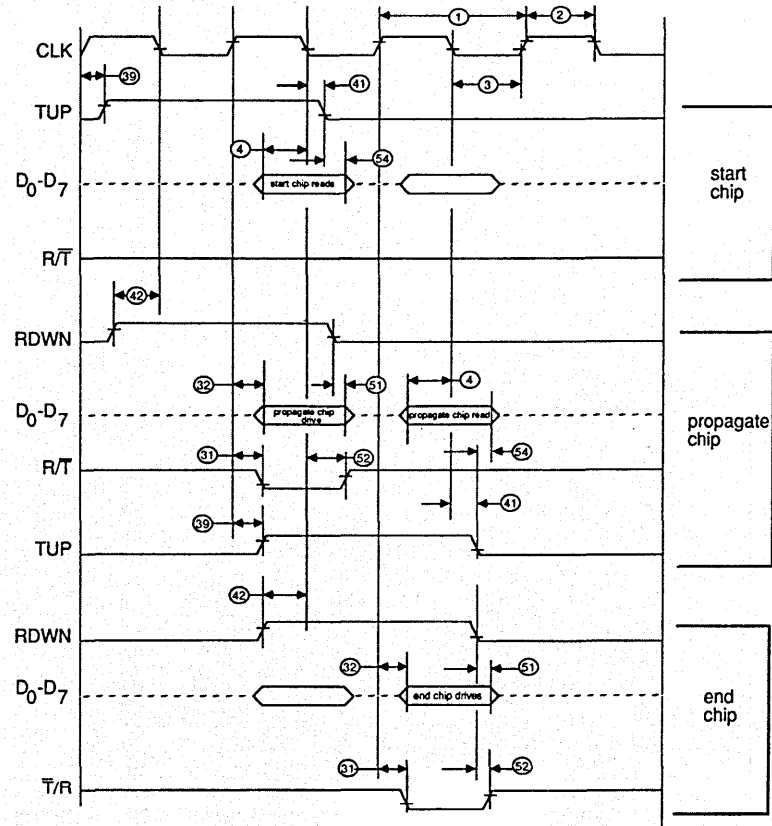 1
2
CLK
39
41
3
TUP
4
54
D0-D7
start chip reads
start
chip
R/T̅
42
RDWN
32
51
4
D0-D7
propagate chip
drive
propagate chip read
propagate
chip
R/T̅
31
52
54
39
41
TUP
42
RDWN
32
51
D0-D7
end chip drives
end
chip
31
52
T̅/R